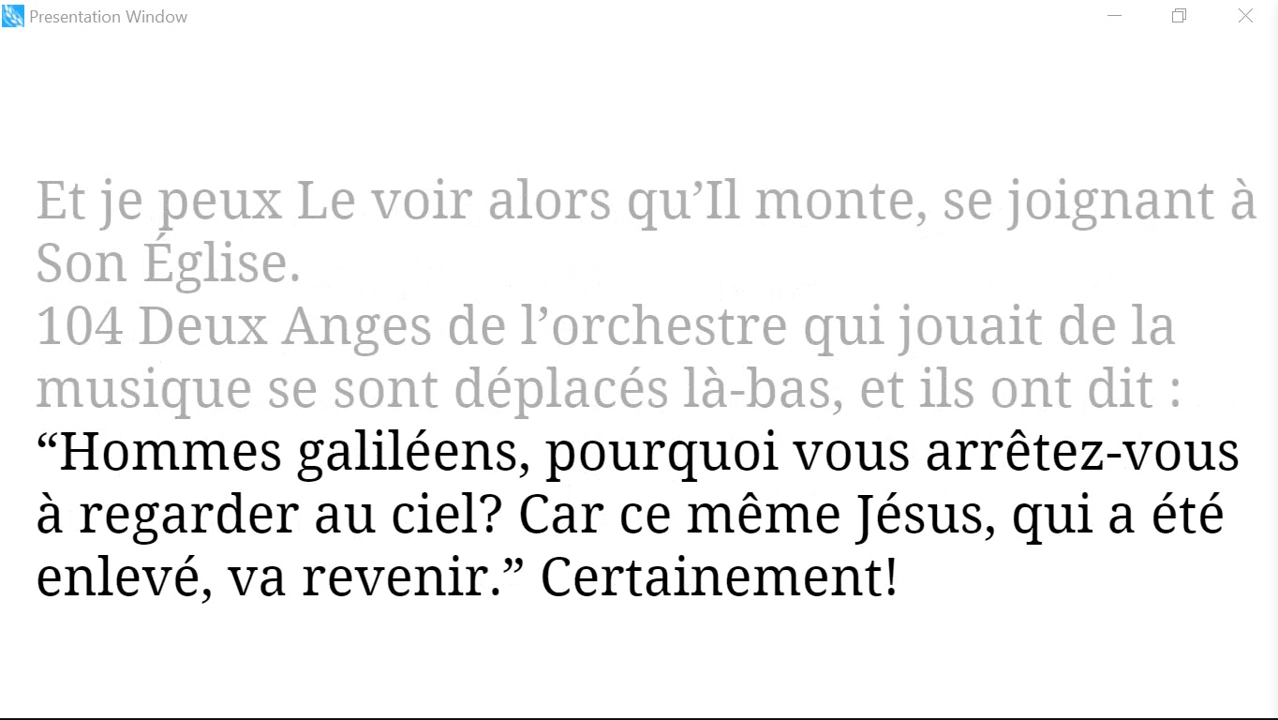 Presentation Window
Et je peux Le voir alors qu’Il monte, se joignant à
Son Église.
104 Deux Anges de l’orchestre qui jouait de la
musique se sont déplacés là-bas, et ils ont dit :
“Hommes galiléens, pourquoi vous arrêtez-vous
à regarder au ciel? Car ce même Jésus, qui a été
enlevé, va revenir.” Certainement!